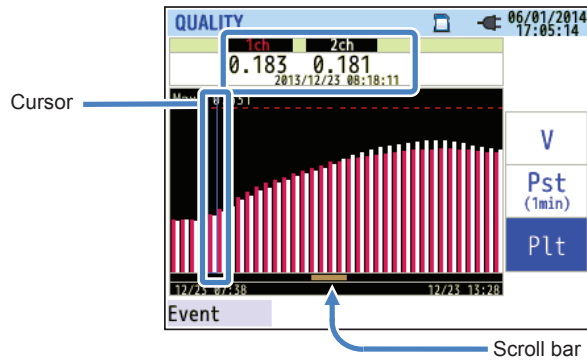 QUALITY
06/01/2014
17:05:14
1ch 2ch
0.183 0.181
2013/12/23 08:18:11
Cursor
V
Pst
(1min)
Plt
12/23 07:38 12/23 13:28
Event
Scroll bar